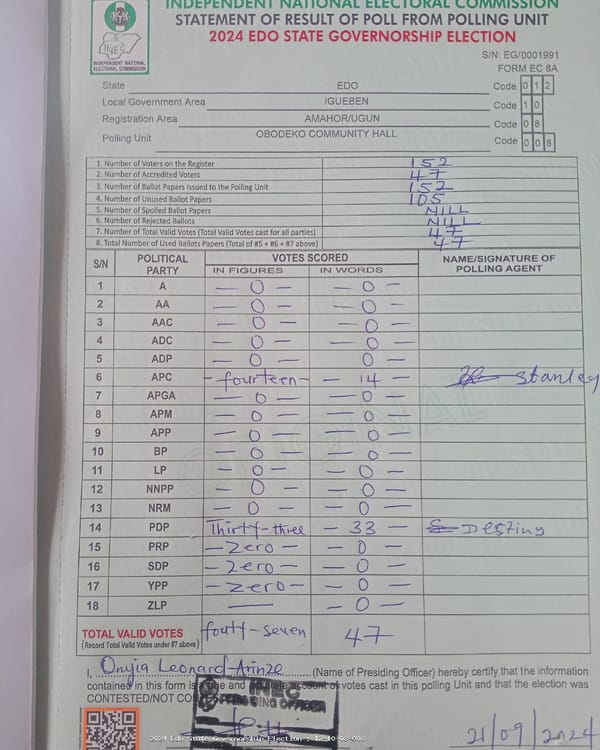 INDEPENDENT NATIONAL ELECTORAL COMMISSION
STATEMENT OF RESULT OF POLL FROM POLLING UNIT
2024 EDO STATE GOVERNORSHIP ELECTION
INEC
INDEPENDENT NATIONAL
ELECTORAL COMMISSION
S/N: EG/0001991
FORM EC 8A
State EDO Code 0 1 2
Local Government Area IGUEBEN Code 1 0
Registration Area AMAHOR/UGUN Code 0 8
Polling Unit OBODEKO COMMUNITY HALL Code 0 0 8
1. Number of Voters on the Register 152
2. Number of Accredited Voters 47
3. Number of Ballot Papers Issued to the Polling Unit 152
4. Number of Unused Ballot Papers 105
5. Number of Spoiled Ballot Papers NILL
6. Number of Rejected Ballots NILL
7. Number of Total Valid Votes (Total Valid Votes cast for all parties) 47
8. Total Number of Used Ballots Papers (Total of #5 + #6 + #7 above) 47
S/N POLITICAL PARTY VOTES SCORED NAME/SIGNATURE OF POLLING AGENT
IN FIGURES IN WORDS
1 A — 0 — — 0 —
2 AA — 0 — — 0 —
3 AAC — 0 — — 0 —
4 ADC — 0 — — 0 —
5 ADP — 0 — 0 —
6 APC - fourteen - — 14 — Stanley
7 APGA — 0 — — 0 —
8 APM — 0 — — 0 —
9 APP — 0 — — 0 —
10 BP — 0 — — 0 —
11 LP — 0 — — 0 —
12 NNPP — 0 — — 0 —
13 NRM — 0 — — 0 —
14 PDP Thirty-three — 33 — Destiny
15 PRP — Zero — — 0 —
16 SDP — Zero — — 0 —
17 YPP — Zero — — 0 —
18 ZLP — — 0 —
TOTAL VALID VOTES foutty-seven 47
(Record Total Valid Votes under #7 above)
I, Onyia Leonard-Arinze (Name of Presiding Officer) hereby certify that the information
contained in this form is true and account of votes cast in this polling Unit and that the election was
CONTESTED/NOT
INEC
PRESIDING OFFICER
21/09/2024
2024 Edo State Governorship Election : 12-10-08-008